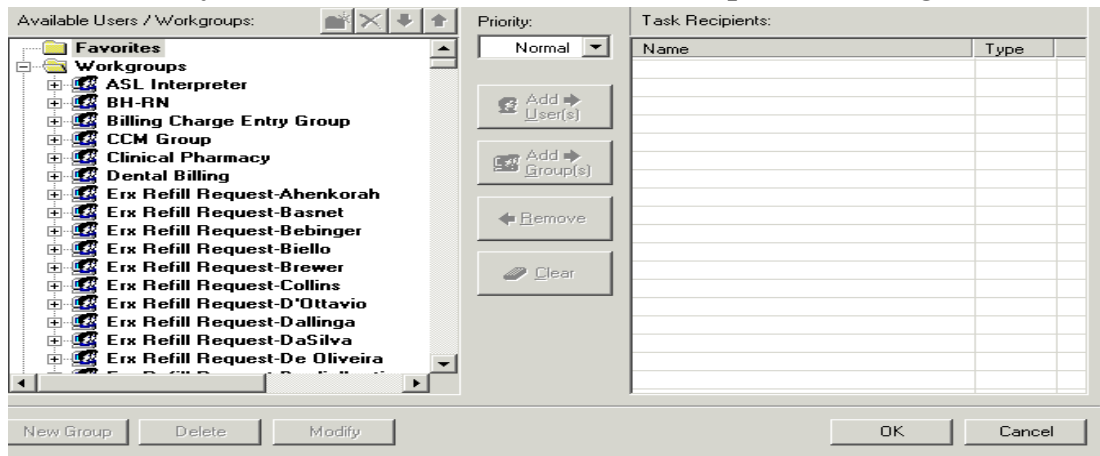 Available Users / Workgroups:
Priority:
Task Recipients:
Normal
Name
Type
Favorites
Workgroups
ASL Interpreter
BH-RN
Billing Charge Entry Group
CCM Group
Clinical Pharmacy
Dental Billing
Erx Refill Request-Ahenkorah
Erx Refill Request-Basnet
Erx Refill Request-Bebinger
Erx Refill Request-Biello
Erx Refill Request-Brewer
Erx Refill Request-Collins
Erx Refill Request-D'Ottavio
Erx Refill Request-Dallinga
Erx Refill Request-DaSilva
Erx Refill Request-De Oliveira
Add
User(s)
Add
Group(s)
Remove
Clear
New Group
Delete
Modify
OK
Cancel